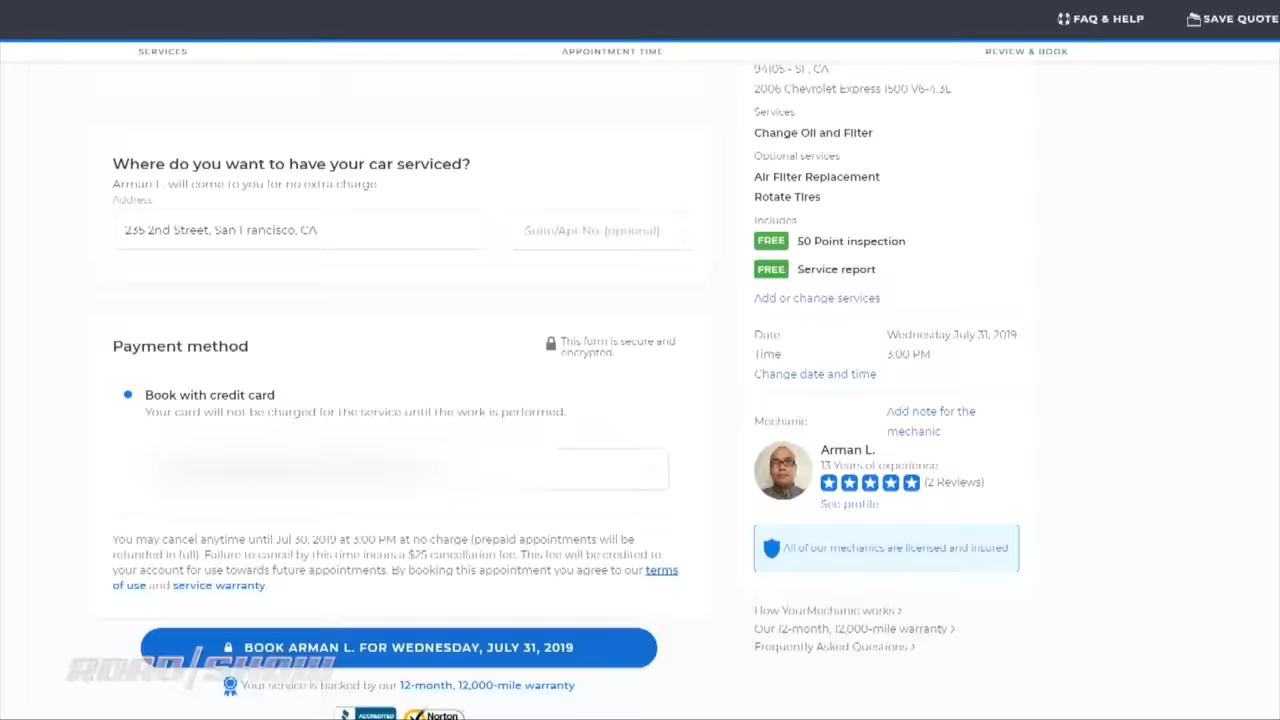 FAQ & HELP
SAVE QUOTE
SERVICES
APPOINTMENT TIME
REVIEW & BOOK
Where do you want to have your car serviced?
Arman L. will come to you for no extra charge
Address
235 2nd Street, San Francisco, CA
Suite/Apt No. (optional)
Payment method
This form is secure and
encrypted.
Book with credit card
Your card will not be charged for the service until the work is performed.
You may cancel anytime until Jul 30, 2019 at 3:00 PM at no charge (prepaid appointments will be
refunded in full). Failure to cancel by this time incurs a $25 cancellation fee. This fee will be credited to
your account for use towards future appointments. By booking this appointment you agree to our terms
of use and service warranty.
BOOK ARMAN L. FOR WEDNESDAY, JULY 31, 2019
ROAD/SHOW
Your service is backed by our 12-month, 12,000-mile warranty
ACCREDITED
Norton
94105 - SF, CA
2006 Chevrolet Express 1500 V6-4.3L
Services
Change Oil and Filter
Optional services
Air Filter Replacement
Rotate Tires
Includes
FREE 50 Point inspection
FREE Service report
Add or change services
Date Wednesday July 31, 2019
Time 3:00 PM
Change date and time
Mechanic
Add note for the
mechanic
Arman L.
13 Years of experience
(2 Reviews)
See profile
All of our mechanics are licensed and insured
How YourMechanic works >
Our 12-month, 12,000-mile warranty >
Frequently Asked Questions >